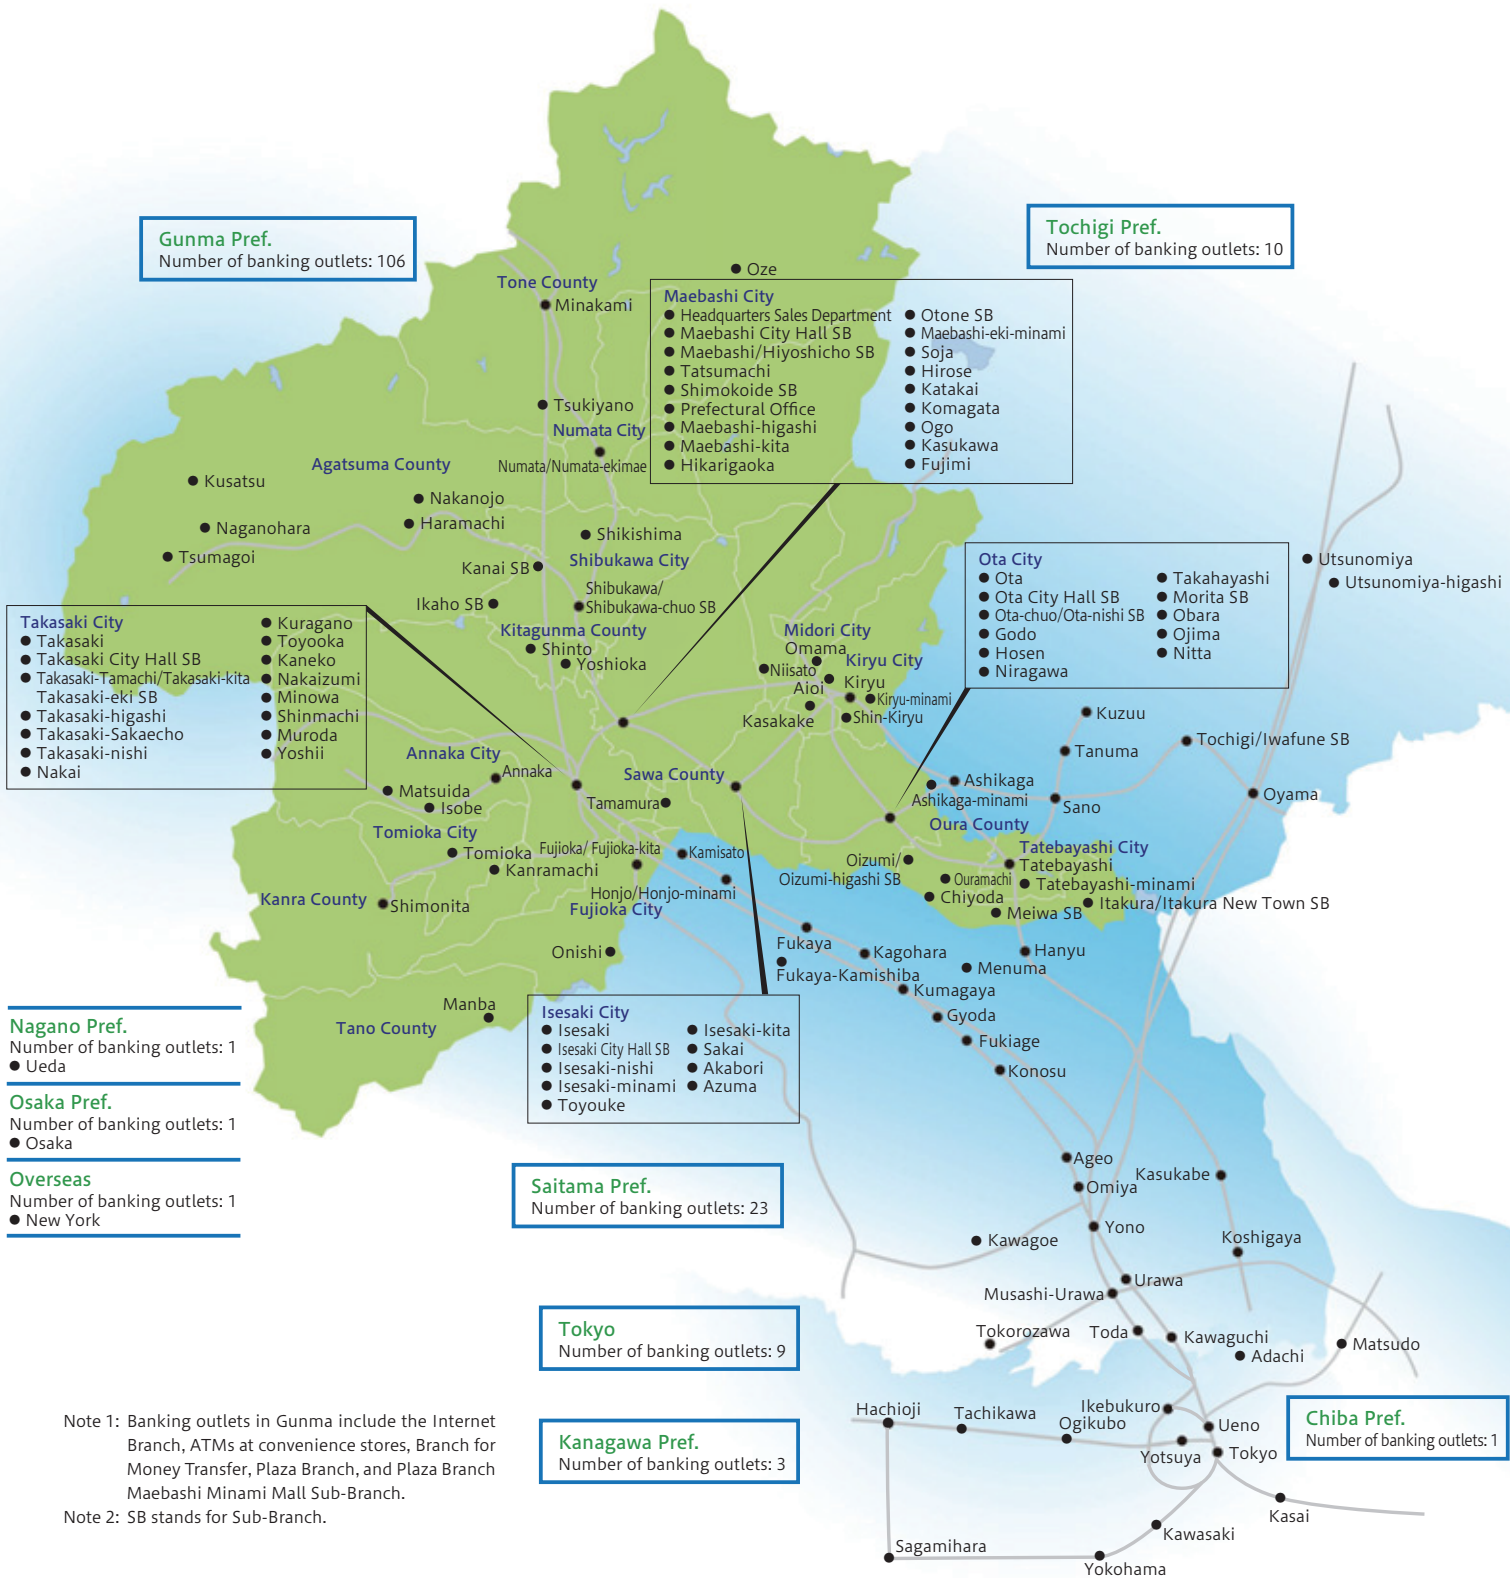 Gunma Pref.
Number of banking outlets: 106
Tochigi Pref.
Number of banking outlets: 10
Oze
Tone County
Minakami
Maebashi City
Headquarters Sales Department
Maebashi City Hall SB
Maebashi/Hiyoshicho SB
Tatsumachi
Shimokoide SB
Prefectural Office
Maebashi-higashi
Maebashi-kita
Hikarigaoka
Otone SB
Maebashi-eki-minami
Soja
Hirose
Katakai
Komagata
Ogo
Kasukawa
Fujimi
Tsukiyano
Numata City
Numata/Numata-ekimae
Agatsuma County
Kusatsu
Nakanojo
Haramachi
Naganohara
Tsumagoi
Shikishima
Shibukawa City
Kanai SB
Shibukawa/
Shibukawa-chuo SB
Ikaho SB
Kitagunma County
Shinto
Yoshioka
Takasaki City
Takasaki
Takasaki City Hall SB
Takasaki-Tamachi/Takasaki-kita
Takasaki-eki SB
Takasaki-higashi
Takasaki-Sakaecho
Takasaki-nishi
Nakai
Kuragano
Toyooka
Kaneko
Nakaizumi
Minowa
Shinmachi
Muroda
Yoshii
Midori City
Omama
Kiryu City
Niisato
Aioi
Kiryu
Kiryu-minami
Kasakake
Shin-Kiryu
Ota City
Ota
Ota City Hall SB
Ota-chuo/Ota-nishi SB
Godo
Hosen
Niragawa
Takahayashi
Morita SB
Obara
Ojima
Nitta
Utsunomiya
Utsunomiya-higashi
Kuzuu
Tanuma
Tochigi/Iwafune SB
Ashikaga
Ashikaga-minami
Sano
Oyama
Annaka City
Annaka
Matsuida
Isobe
Sawa County
Tamamura
Tomioka City
Tomioka
Kanramachi
Fujioka/ Fujioka-kita
Kamisato
Honjo/Honjo-minami
Fujioka City
Kanra County
Shimonita
Onishi
Oura County
Tatebayashi City
Tatebayashi
Tatebayashi-minami
Oizumi/
Oizumi-higashi SB
Ouramachi
Chiyoda
Meiwa SB
Itakura/Itakura New Town SB
Fukaya
Fukaya-Kamishiba
Kagohara
Hanyu
Menuma
Kumagaya
Gyoda
Fukiage
Konosu
Manba
Tano County
Isesaki City
Isesaki
Isesaki City Hall SB
Isesaki-nishi
Isesaki-minami
Toyouke
Isesaki-kita
Sakai
Akabori
Azuma
Nagano Pref.
Number of banking outlets: 1
Ueda
Osaka Pref.
Number of banking outlets: 1
Osaka
Overseas
Number of banking outlets: 1
New York
Saitama Pref.
Number of banking outlets: 23
Ageo
Omiya
Kasukabe
Yono
Kawagoe
Koshigaya
Urawa
Musashi-Urawa
Tokorozawa
Toda
Kawaguchi
Adachi
Matsudo
Tokyo
Number of banking outlets: 9
Kanagawa Pref.
Number of banking outlets: 3
Chiba Pref.
Number of banking outlets: 1
Hachioji
Tachikawa
Ogikubo
Ikebukuro
Ueno
Yotsuya
Tokyo
Kasai
Kawasaki
Sagamihara
Yokohama
Note 1: Banking outlets in Gunma include the Internet
Branch, ATMs at convenience stores, Branch for
Money Transfer, Plaza Branch, and Plaza Branch
Maebashi Minami Mall Sub-Branch.
Note 2: SB stands for Sub-Branch.